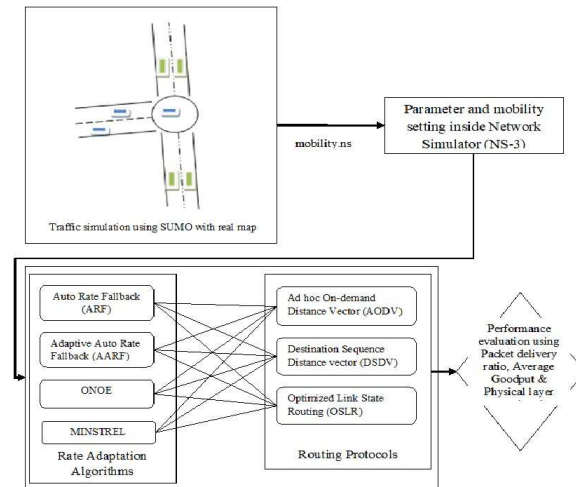 Traffic simulation using SUMO with real map
mobility.ns
Parameter and mobility
setting inside Network
Simulator (NS-3)
Auto Rate Fallback
(ARF)
Adaptive Auto Rate
Fallback (AARF)
ONOE
MINSTREL
Rate Adaptation
Algorithms
Ad hoc On-demand
Distance Vector (AODV)
Destination Sequence
Distance vector (DSDV)
Optimized Link State
Routing (OSLR)
Routing Protocols
Performance
evaluation using
Packet delivery
ratio, Average
Goodput &
Physical layer